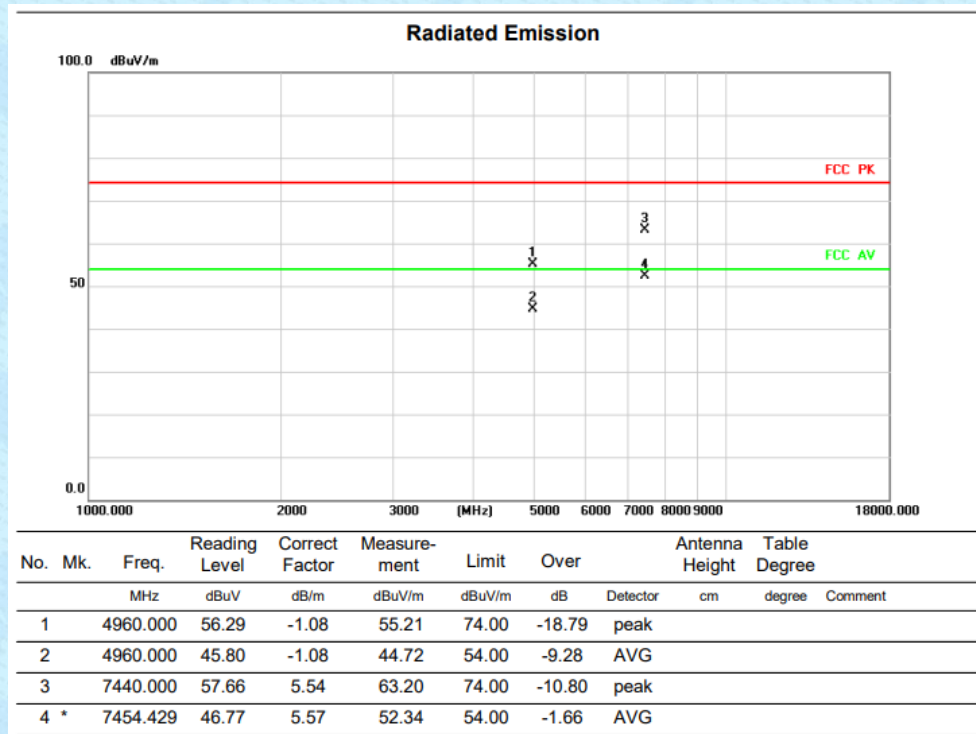 Radiated Emission
100.0 dBuV/m
FCC PK
3
1
FCC AV
4
50
2
0.0
1000.000 2000 3000 (MHz) 5000 6000 7000 8000 9000 18000.000
No. Mk. Freq. Reading Level Correct Factor Measure-ment Limit Over Antenna Height Table Degree
MHz dBuV dB/m dBuV/m dBuV/m dB Detector cm degree Comment
1 4960.000 56.29 -1.08 55.21 74.00 -18.79 peak
2 4960.000 45.80 -1.08 44.72 54.00 -9.28 AVG
3 7440.000 57.66 5.54 63.20 74.00 -10.80 peak
4 * 7454.429 46.77 5.57 52.34 54.00 -1.66 AVG